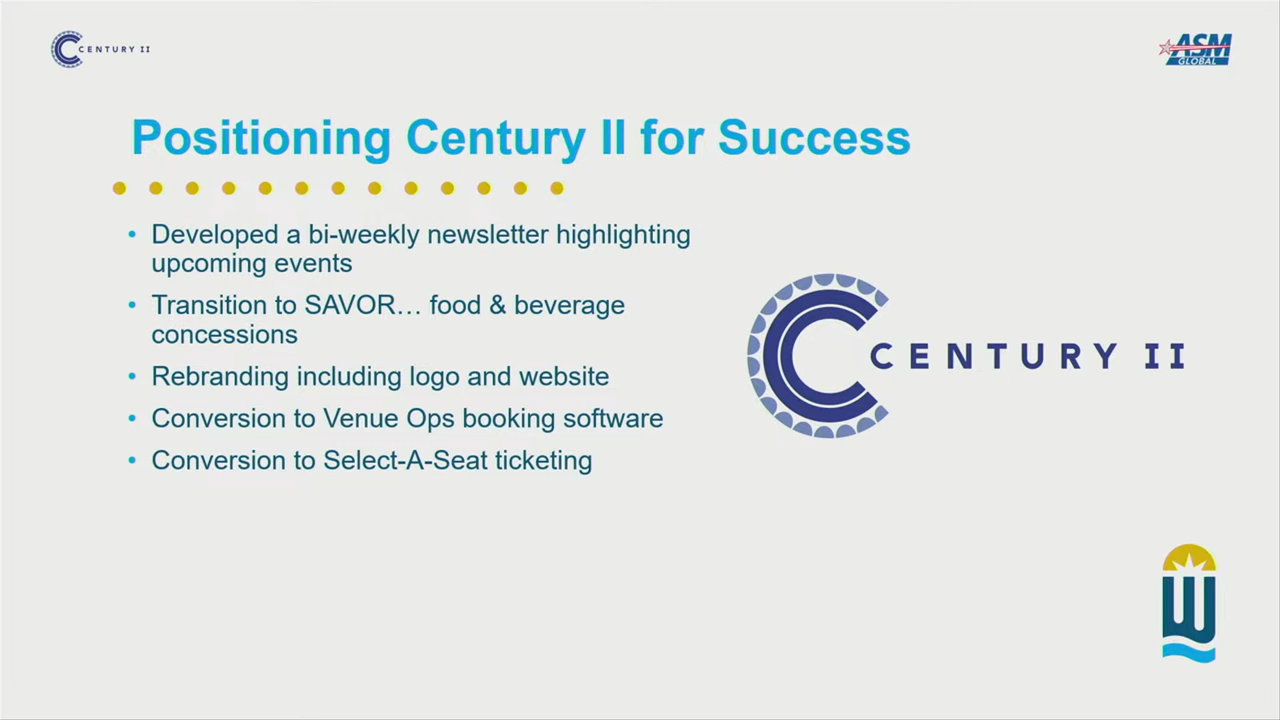 CENTURY II
ASM
GLOBAL
Positioning Century II for Success
• Developed a bi-weekly newsletter highlighting
upcoming events
• Transition to SAVOR… food & beverage
concessions
• Rebranding including logo and website
• Conversion to Venue Ops booking software
• Conversion to Select-A-Seat ticketing
CENTURY II
W